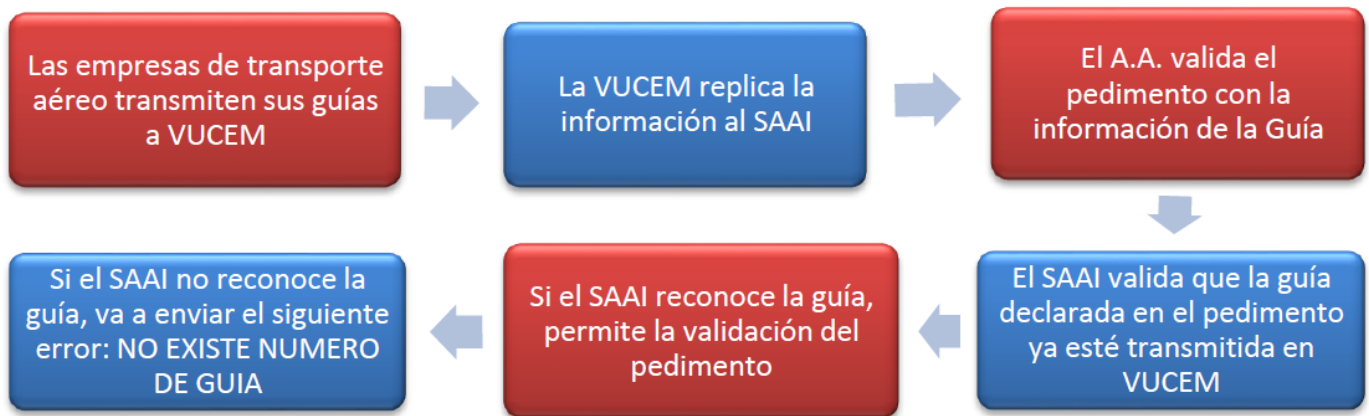 Las empresas de transporte
aéreo transmiten sus guías
a VUCEM
La VUCEM replica la
información al SAAI
El A.A. valida el
pedimento con la
información de la Guía
El SAAI valida que la guía
declarada en el pedimento
ya esté transmitida en
VUCEM
Si el SAAI reconoce la guía,
permite la validación del
pedimento
Si el SAAI no reconoce la
guía, va a enviar el siguiente
error: NO EXISTE NUMERO
DE GUIA